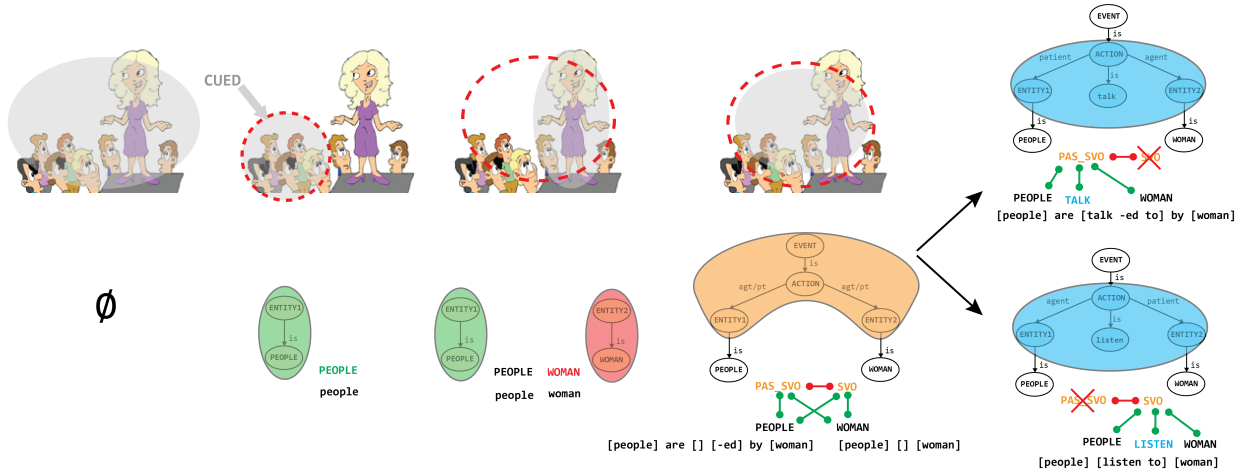 CUED
∅
ENTITY1
is
PEOPLE
PEOPLE
people
ENTITY1
is
PEOPLE
PEOPLE WOMAN
people woman
ENTITY2
is
WOMAN
EVENT
is
ACTION
agt/pt agt/pt
ENTITY1 ENTITY2
is is
PEOPLE WOMAN
PAS_SVO SVO
PEOPLE WOMAN
[people] are [] [-ed] by [woman] [people] [] [woman]
EVENT
is
patient ACTION agent
is
ENTITY1 talk ENTITY2
is is
PEOPLE WOMAN
PAS_SVO SVO
PEOPLE TALK WOMAN
[people] are [talk -ed to] by [woman]
EVENT
is
agent ACTION patient
is
ENTITY1 listen ENTITY2
is is
PEOPLE WOMAN
PAS_SVO SVO
PEOPLE LISTEN WOMAN
[people] [listen to] [woman]